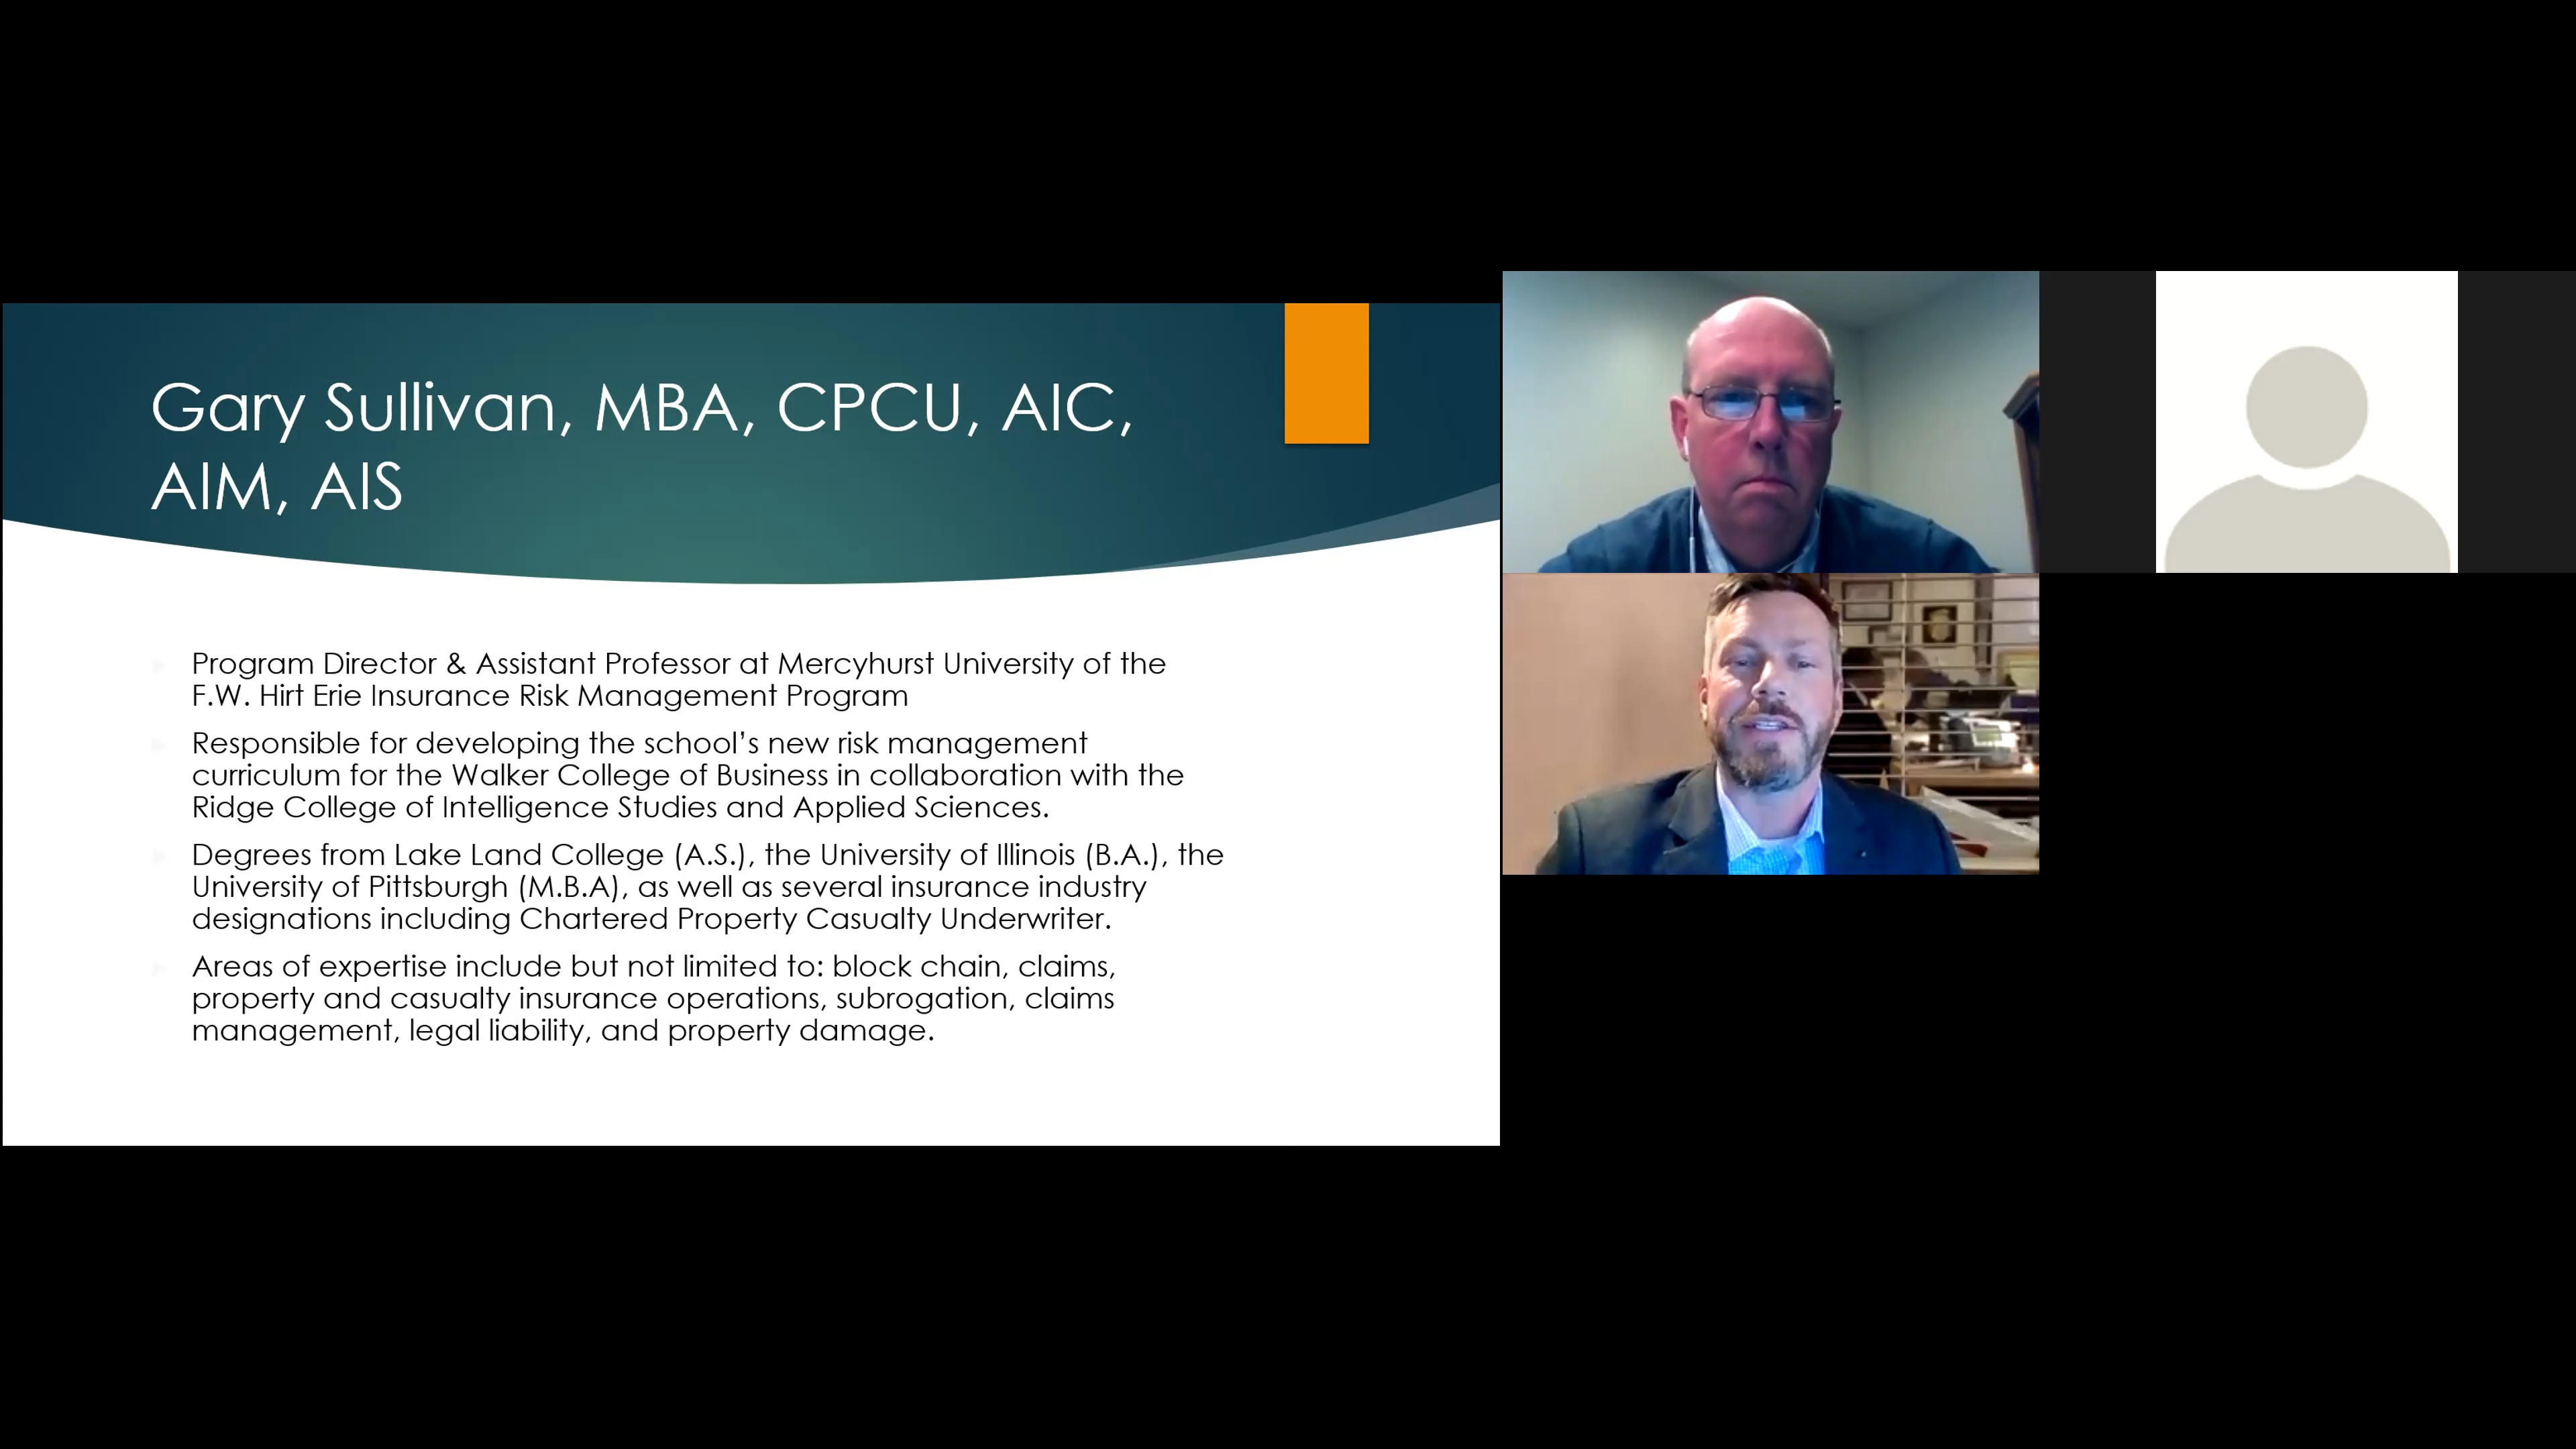 Gary Sullivan, MBA, CPCU, AIC,
AIM, AIS
Program Director & Assistant Professor at Mercyhurst University of the
F.W. Hirt Erie Insurance Risk Management Program
Responsible for developing the school's new risk management
curriculum for the Walker College of Business in collaboration with the
Ridge College of Intelligence Studies and Applied Sciences.
Degrees from Lake Land College (A.S.), the University of Illinois (B.A.), the
University of Pittsburgh (M.B.A), as well as several insurance industry
designations including Chartered Property Casualty Underwriter.
Areas of expertise include but not limited to: block chain, claims,
property and casualty insurance operations, subrogation, claims
management, legal liability, and property damage.